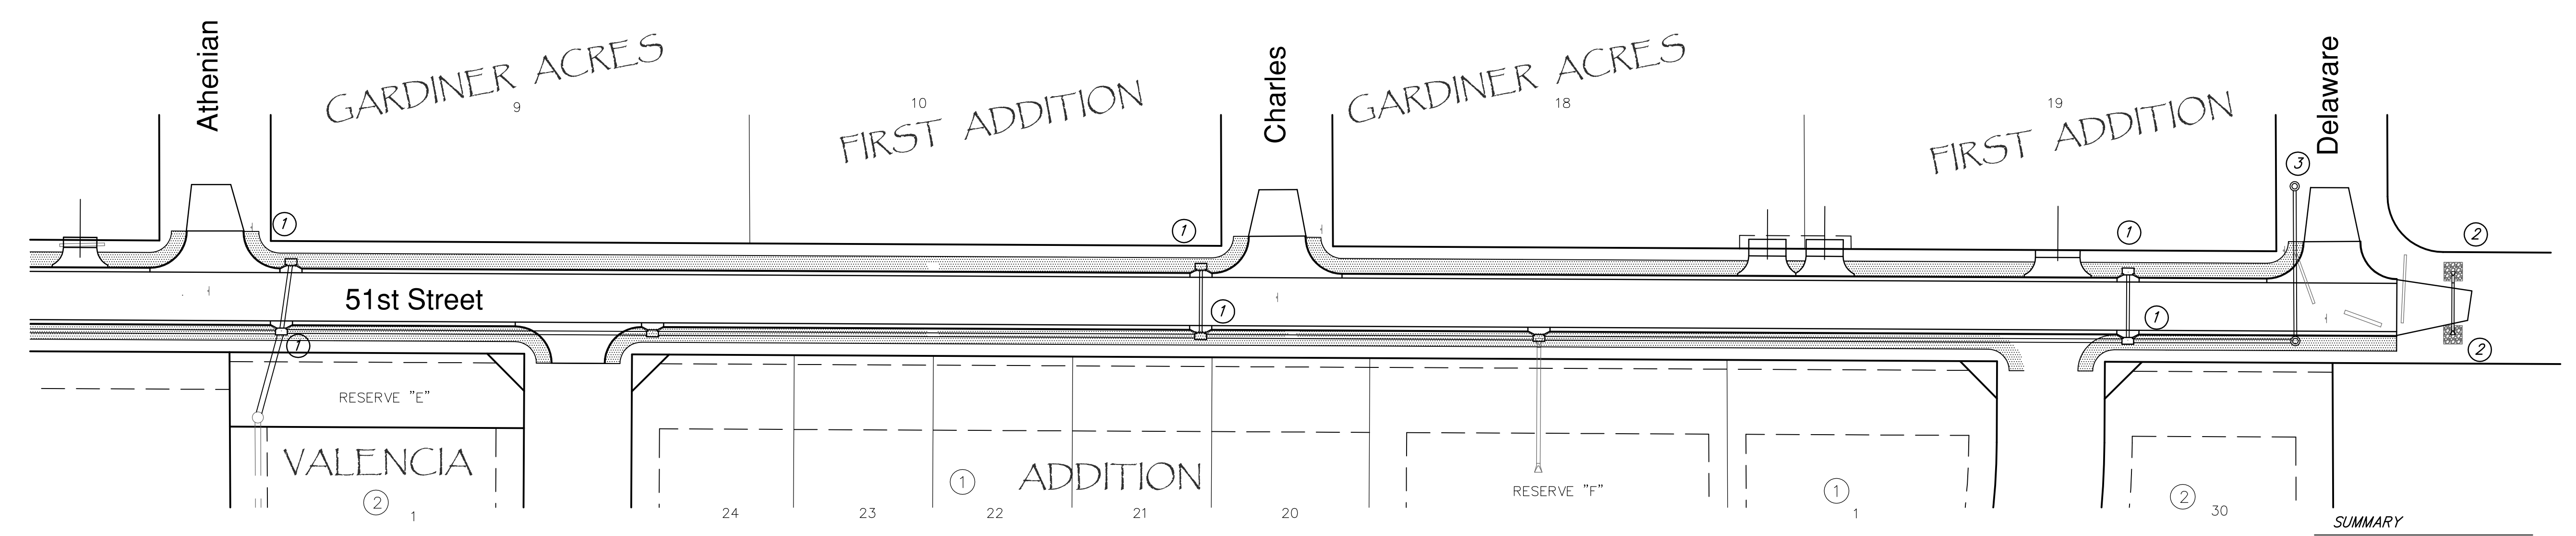 Athenian
Charles
Delaware
GARDINER ACRES
9
10
FIRST ADDITION
GARDINER ACRES
18
19
FIRST ADDITION
3
1
1
1
2
51st Street
1
1
1
2
RESERVE "E"
VALENCIA
ADDITION
2
1
1
24
23
22
21
20
RESERVE "F"
1
1
2
30
SUMMARY